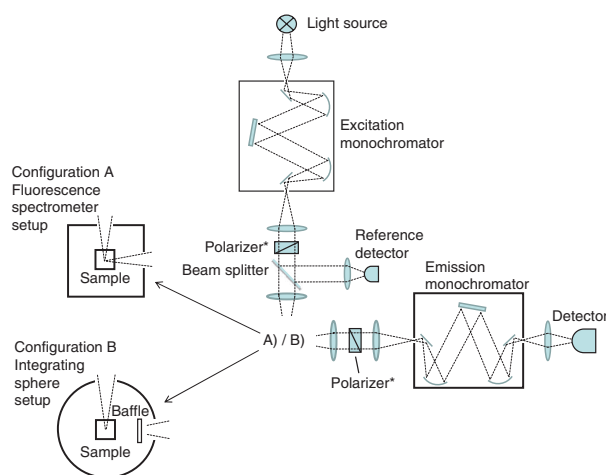 Light source
Excitation
monochromator
Configuration A
Fluorescence
spectrometer
setup
Sample
Polarizer*
Beam splitter
Reference
detector
Emission
monochromator
Detector
A) / B)
Polarizer*
Configuration B
Integrating
sphere
setup
Baffle
Sample